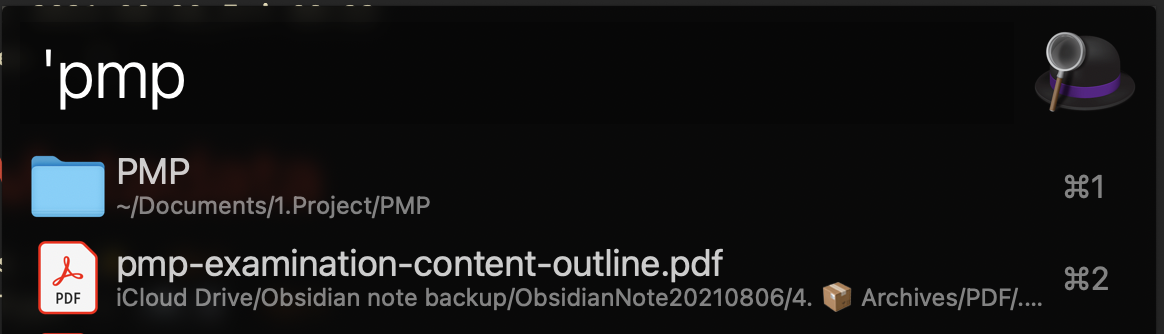 'pmp
PMP
~/Documents/1.Project/PMP
⌘1
pmp-examination-content-outline.pdf
PDF
iCloud Drive/Obsidian note backup/ObsidianNote20210806/4. 📦 Archives/PDF/....
⌘2